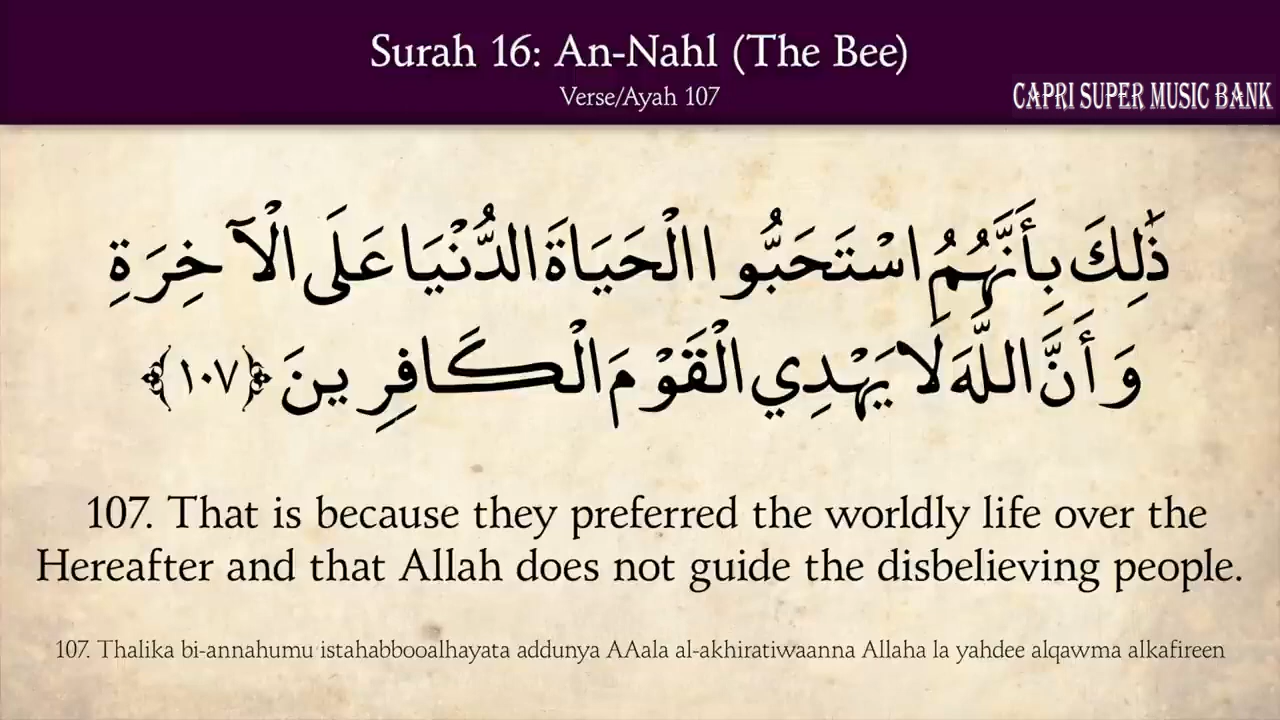 Surah 16: An-Nahl (The Bee)
Verse/Ayah 107
CAPRI SUPER MUSIC BANK
ذَٰلِكَ بِأَنَّهُمُ اسْتَحَبُّوا الْحَيَاةَ الدُّنْيَا عَلَى الْآخِرَةِ
وَأَنَّ اللَّهَ لَا يَهْدِي الْقَوْمَ الْكَافِرِينَ ﴿١٠٧﴾
107. That is because they preferred the worldly life over the
Hereafter and that Allah does not guide the disbelieving people.
107. Thalika bi-annahumu istahabbooalhayata addunya AAala al-akhiratiwaanna Allaha la yahdee alqawma alkafireen